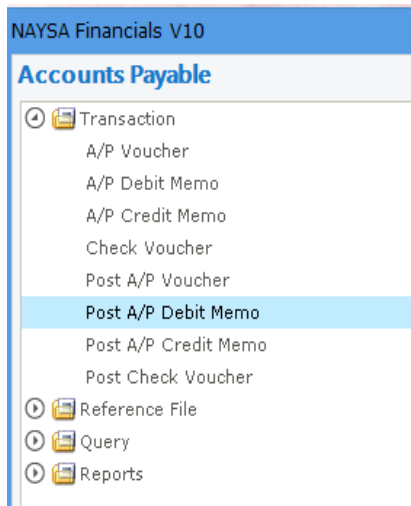 NAYSA Financials V10
Accounts Payable
Transaction
A/P Voucher
A/P Debit Memo
A/P Credit Memo
Check Voucher
Post A/P Voucher
Post A/P Debit Memo
Post A/P Credit Memo
Post Check Voucher
Reference File
Query
Reports